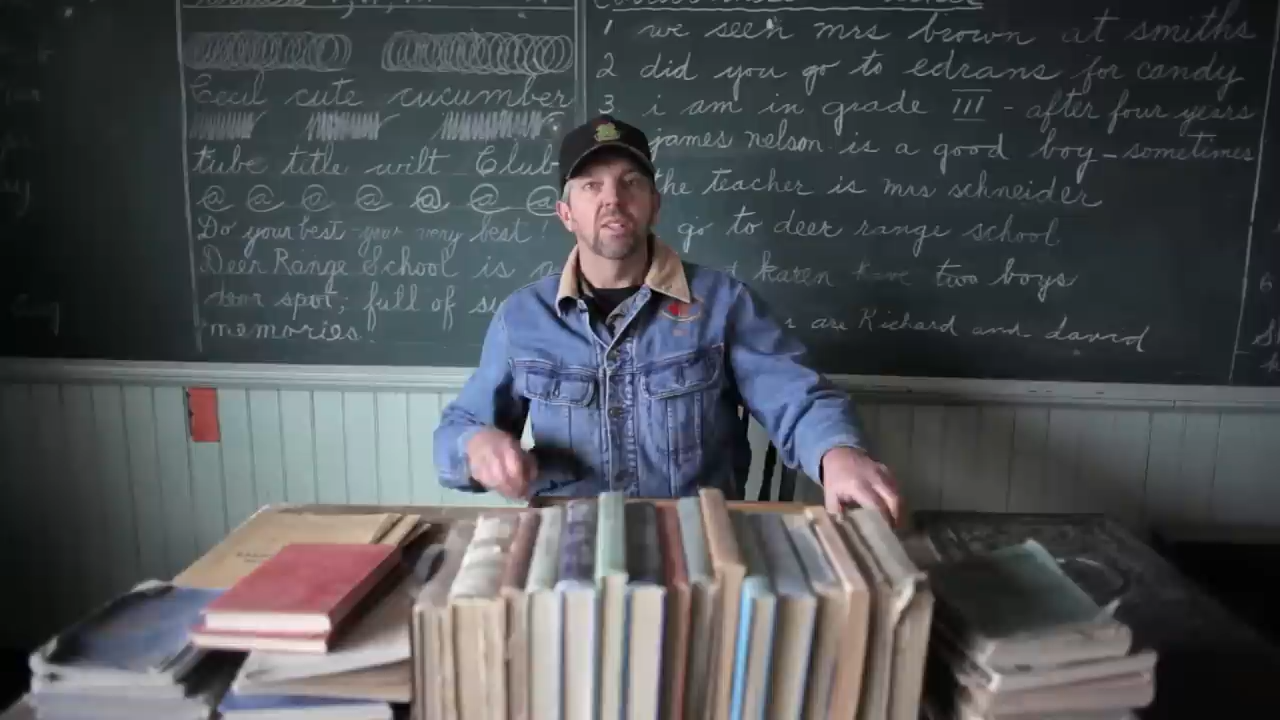 Cecil cute cucumber
tube title wilt Club
@ @ @ @ @ @
Do your best your very best!
Deer Range School is a
dear spot; full of
memories.
1 we seen mrs brown at smiths
2 did you go to edrans for candy
3. i am in grade III - after four years
james nelson is a good boy - sometimes
the teacher is mrs schneider
go to deer range school.
karen have two boys
are Richard and david